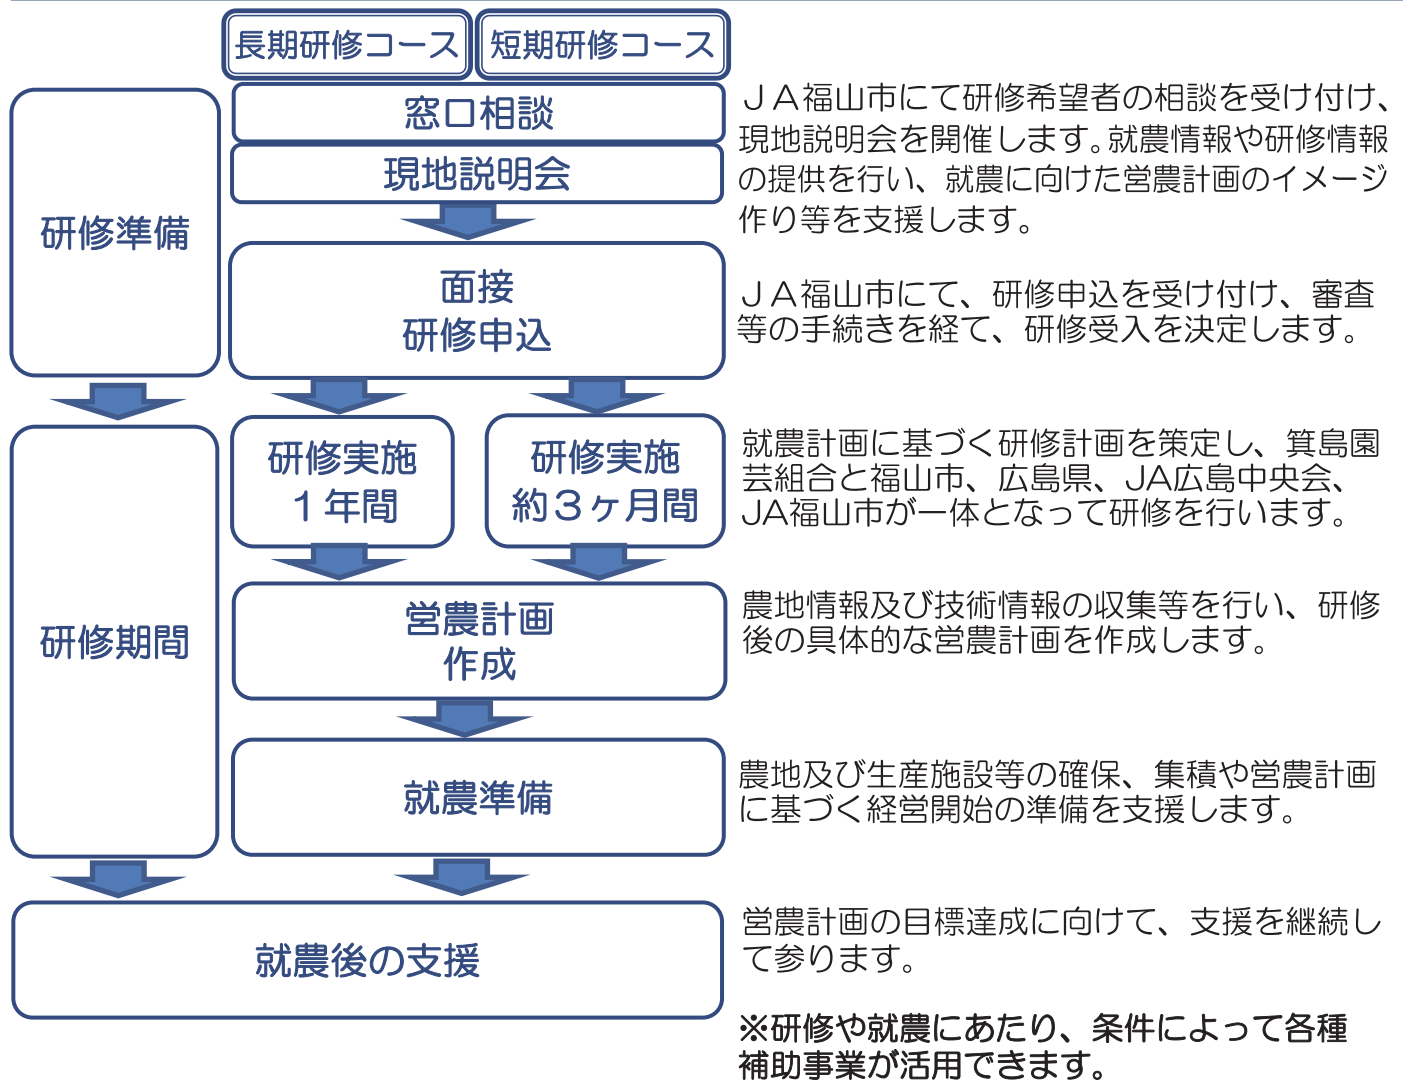 長期研修コース
短期研修コース
研修準備
窓口相談
現地説明会
ＪＡ福山市にて研修希望者の相談を受け付け、
現地説明会を開催します。就農情報や研修情報
の提供を行い、就農に向けた営農計画のイメージ
作り等を支援します。
面接
研修申込
ＪＡ福山市にて、研修申込を受け付け、審査
等の手続きを経て、研修受入を決定します。
研修期間
研修実施
１年間
研修実施
約３ヶ月間
就農計画に基づく研修計画を策定し、箕島園
芸組合と福山市、広島県、JA広島中央会、
JA福山市が一体となって研修を行います。
営農計画
作成
農地情報及び技術情報の収集等を行い、研修
後の具体的な営農計画を作成します。
就農準備
農地及び生産施設等の確保、集積や営農計画
に基づく経営開始の準備を支援します。
就農後の支援
営農計画の目標達成に向けて、支援を継続し
て参ります。
※研修や就農にあたり、条件によって各種
補助事業が活用できます。